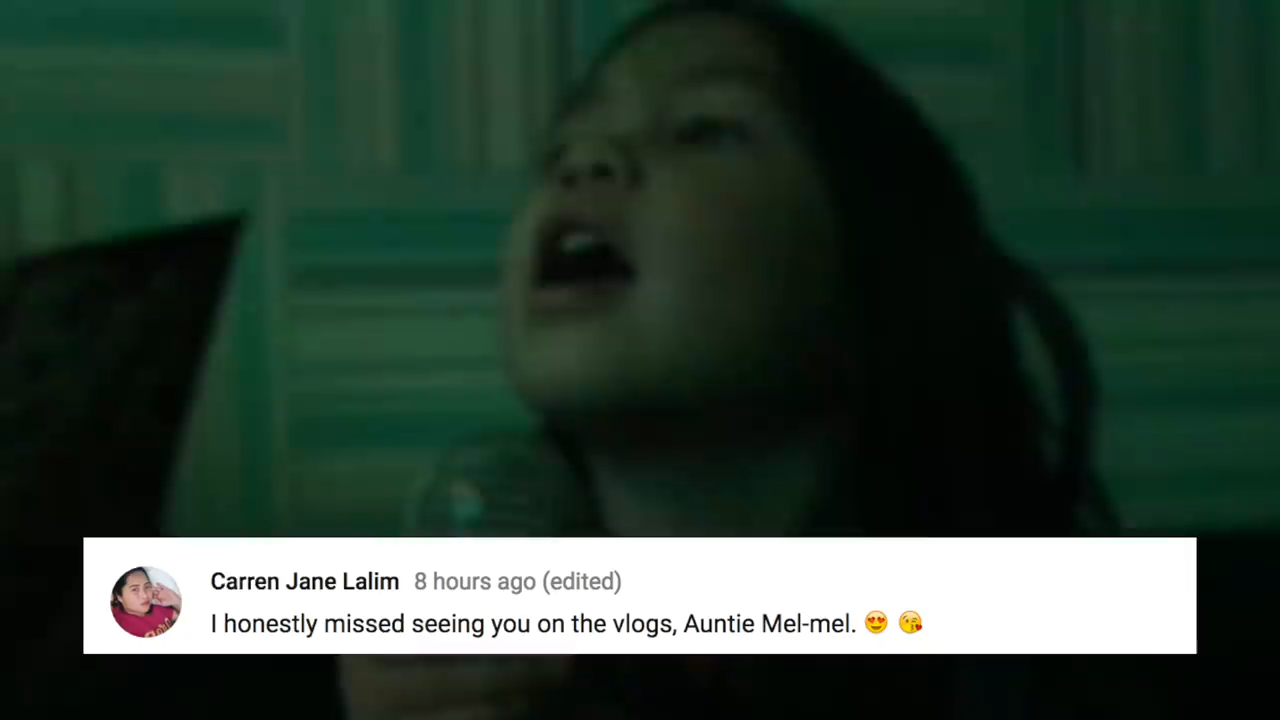 Carren Jane Lalim 8 hours ago (edited)
I honestly missed seeing you on the vlogs, Auntie Mel-mel. 😍 😘